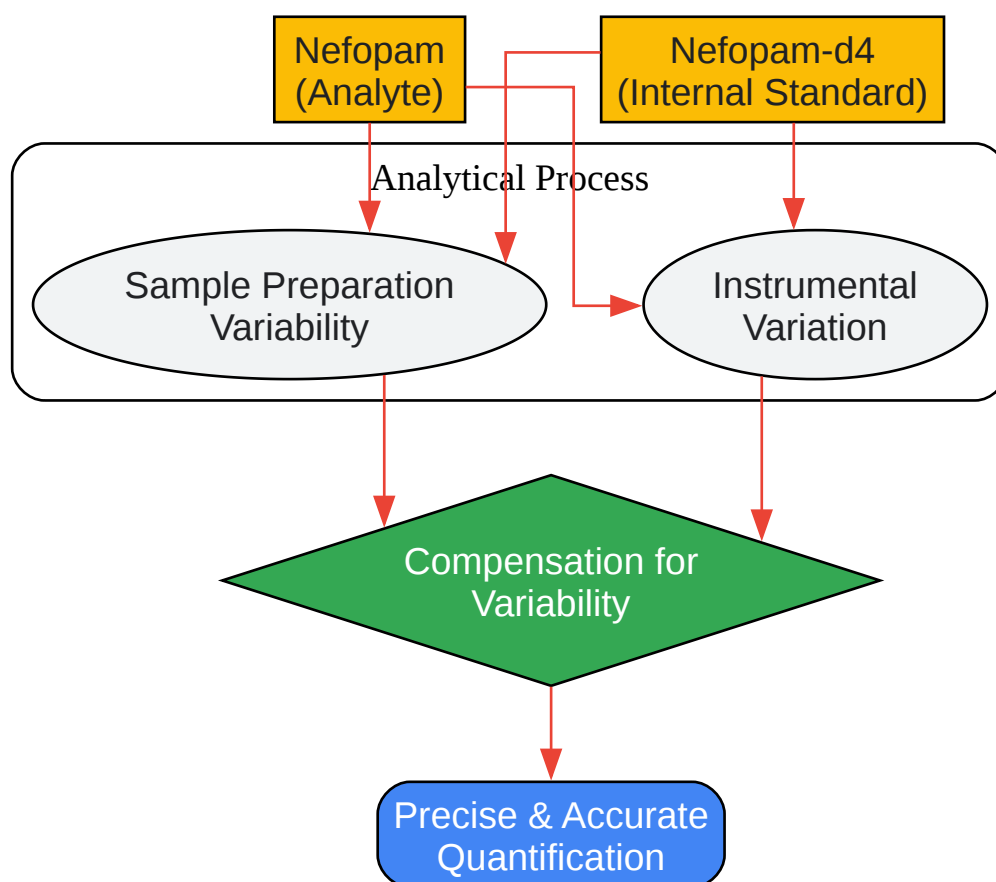 Nefopam
(Analyte)
Nefopam-d4
(Internal Standard)
Analytical Process
Sample Preparation
Variability
Instrumental
Variation
Compensation for
Variability
Precise & Accurate
Quantification